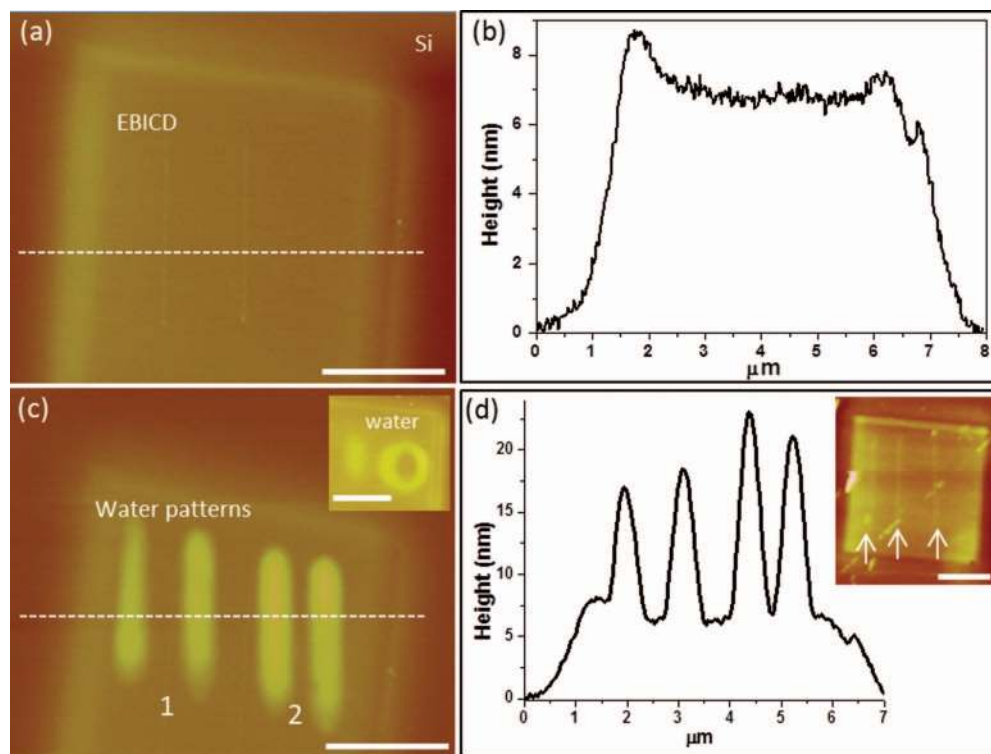 (a)
Si
EBICD
(b)
Height (nm)
8
6
4
2
0
0 1 2 3 4 5 6 7 8
μm
(c)
water
Water patterns
1
2
(d)
Height (nm)
20
15
10
5
0
0 1 2 3 4 5 6 7
μm